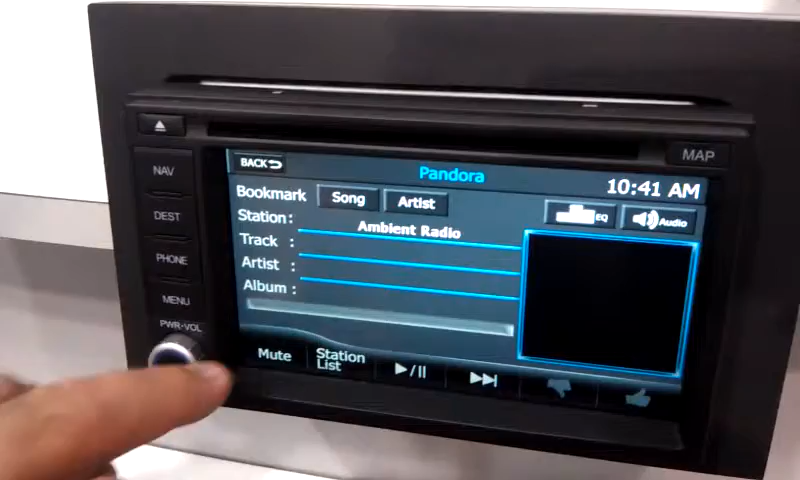 MAP
NAV
DEST
PHONE
MENU
PWR-VOL
BACK
Pandora
10:41 AM
Bookmark Song Artist
EQ Audio
Station: Ambient Radio
Track :
Artist :
Album :
Mute Station List